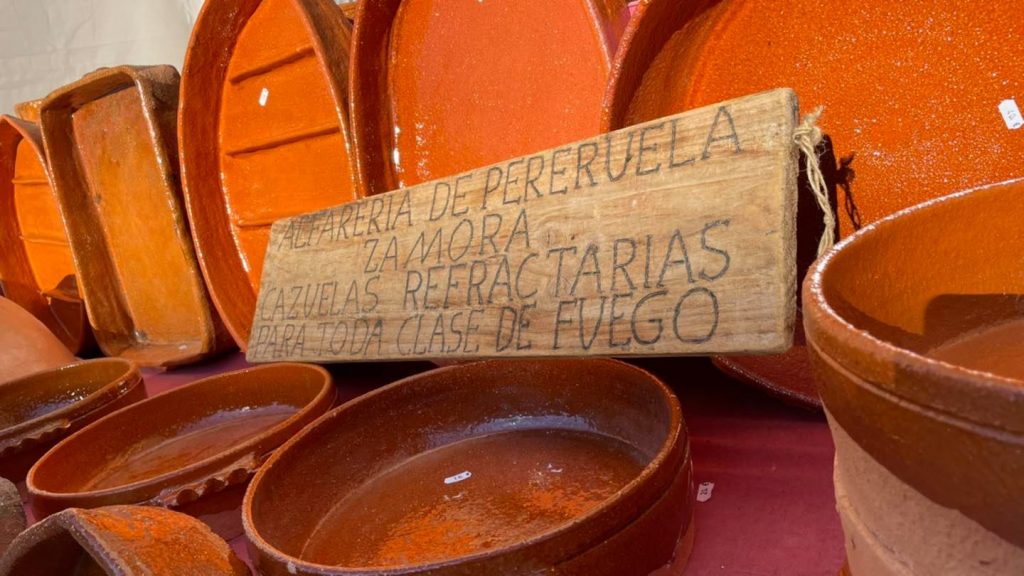 ALFARERIA DE PERERUELA
ZAMORA
CAZUELAS REFRACTARIAS
PARA TODA CLASE DE FUEGO